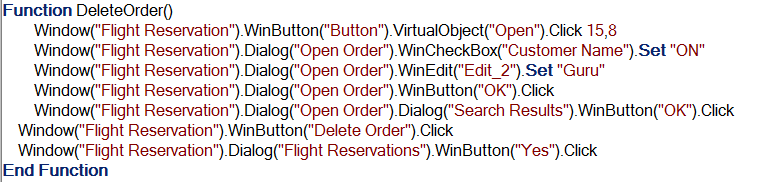 Function DeleteOrder()
Window("Flight Reservation").WinButton("Button").VirtualObject("Open").Click 15,8
Window("Flight Reservation").Dialog("Open Order").WinCheckBox("Customer Name").Set "ON"
Window("Flight Reservation").Dialog("Open Order").WinEdit("Edit_2").Set "Guru"
Window("Flight Reservation").Dialog("Open Order").WinButton("OK").Click
Window("Flight Reservation").Dialog("Open Order").Dialog("Search Results").WinButton("OK").Click
Window("Flight Reservation").WinButton("Delete Order").Click
Window("Flight Reservation").Dialog("Flight Reservations").WinButton("Yes").Click
End Function